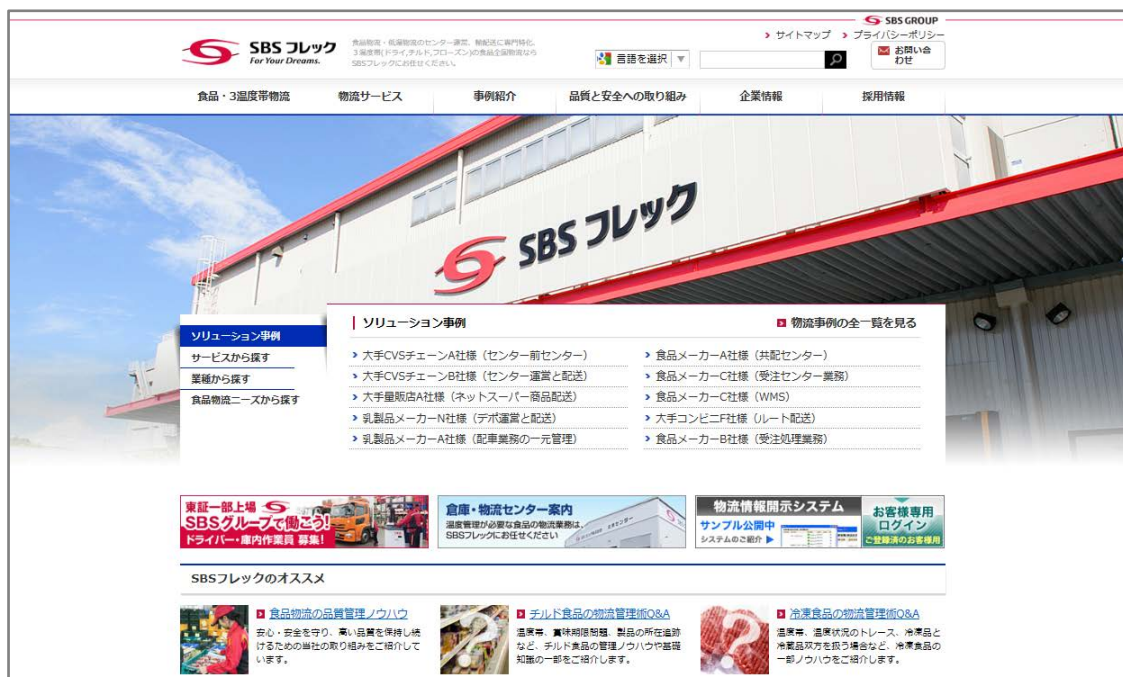 SBS GROUP
サイトマップ
プライバシーポリシー
SBS フレック
For Your Dreams.
食品物流・低温物流のセンター運営、輸配送に専門特化。
3温度帯(ドライ,チルド,フローズン)の食品全国物流なら
SBSフレックにお任せください。
言語を選択
お問い合
わせ
食品・3温度帯物流
物流サービス
事例紹介
品質と安全への取り組み
企業情報
採用情報
SBS フレック
ソリューション事例
サービスから探す
業種から探す
食品物流ニーズから探す
ソリューション事例
物流事例の全一覧を見る
大手CVSチェーンA社様（センター前センター）
大手CVSチェーンB社様（センター運営と配送）
大手量販店A社様（ネットスーパー商品配送）
乳製品メーカーN社様（デポ運営と配送）
乳製品メーカーA社様（配車業務の一元管理）
食品メーカーA社様（共配センター）
食品メーカーC社様（受注センター業務）
食品メーカーC社様（WMS）
大手コンビニF社様（ルート配送）
食品メーカーB社様（受注処理業務）
東証一部上場
SBSグループで働こう!
ドライバー・庫内作業員 募集!
倉庫・物流センター案内
温度管理が必要な食品の物流業務は、
SBSフレックにお任せください
物流情報開示システム
サンプル公開中
システムのご紹介
お客様専用
ログイン
ご登録済のお客様用
SBSフレックのオススメ
食品物流の品質管理ノウハウ
安心・安全を守り、高い品質を保持し続
けるための当社の取り組みをご紹介して
います。
チルド食品の物流管理術Q&A
温度帯、賞味期限問題、製品の所在追跡
など、チルド食品の管理ノウハウや基礎
知識の一部をご紹介します。
冷凍食品の物流管理術Q&A
温度帯、温度状況のトレース、冷凍品と
冷蔵品双方を扱う場合など、冷凍食品の
一部ノウハウをご紹介します。